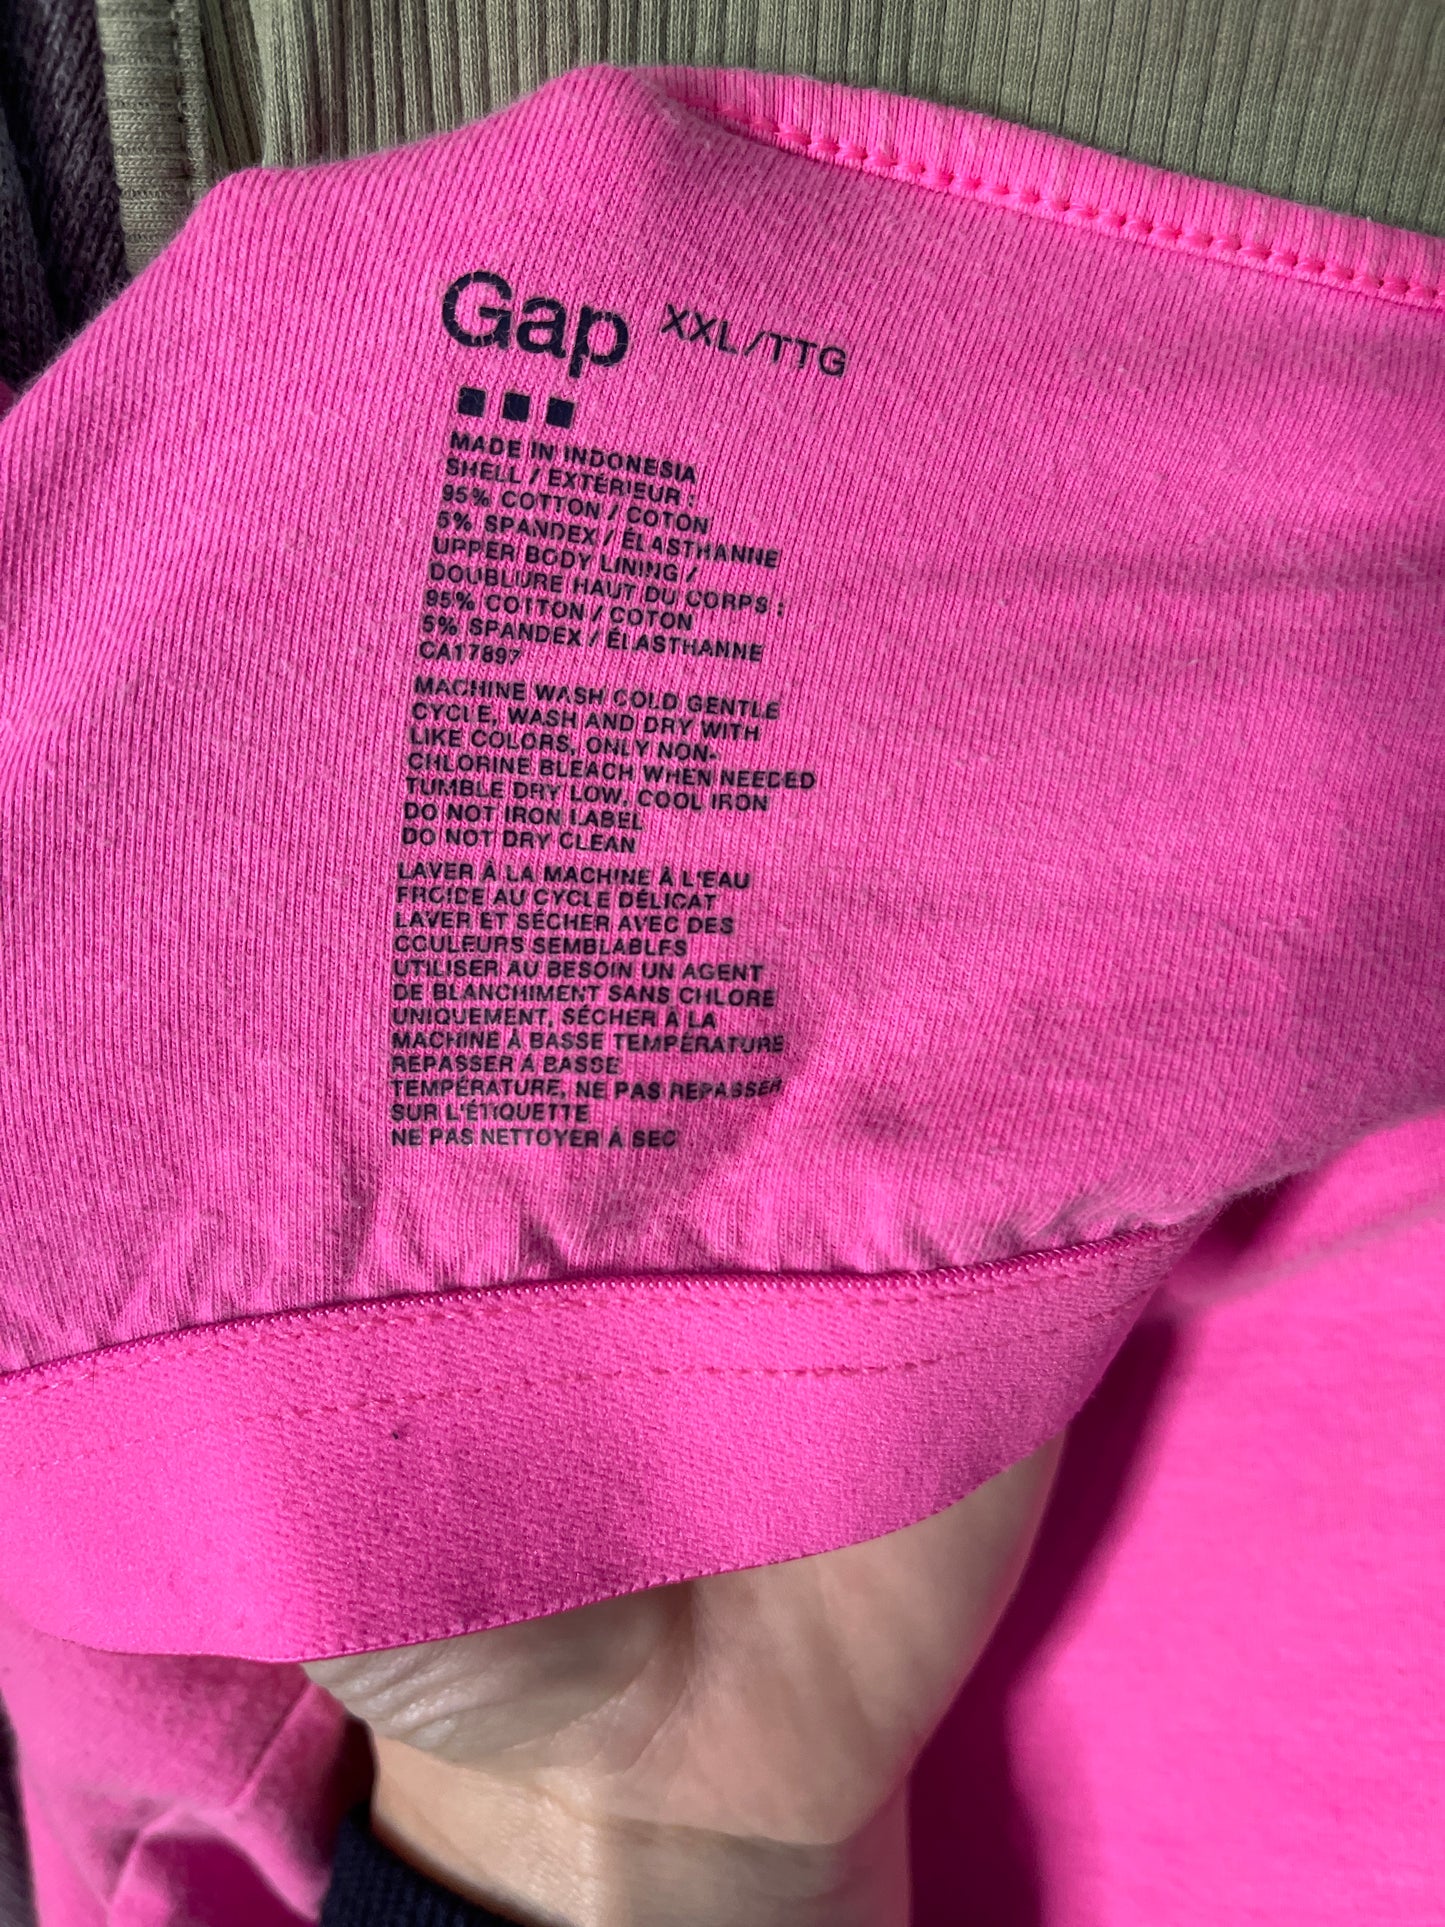 Gap XXL/TTG
MADE IN INDONESIA
SHELL / EXTÉRIEUR :
95% COTTON / COTON
5% SPANDEX / ÉLASTHANNE
UPPER BODY LINING /
DOUBLURE HAUT DU CORPS :
95% COTTON / COTON
5% SPANDEX / ÉLASTHANNE
CA17897
MACHINE WASH COLD GENTLE
CYCLE, WASH AND DRY WITH
LIKE COLORS, ONLY NON-
CHLORINE BLEACH WHEN NEEDED
TUMBLE DRY LOW, COOL IRON
DO NOT IRON LABEL
DO NOT DRY CLEAN
LAVER À LA MACHINE À L'EAU
FROIDE AU CYCLE DÉLICAT
LAVER ET SÉCHER AVEC DES
COULEURS SEMBLABLES
UTILISER AU BESOIN UN AGENT
DE BLANCHIMENT SANS CHLORE
UNIQUEMENT, SÉCHER À LA
MACHINE À BASSE TEMPÉRATURE
REPASSER À BASSE
TEMPÉRATURE, NE PAS REPASSER
SUR L'ÉTIQUETTE
NE PAS NETTOYER À SEC